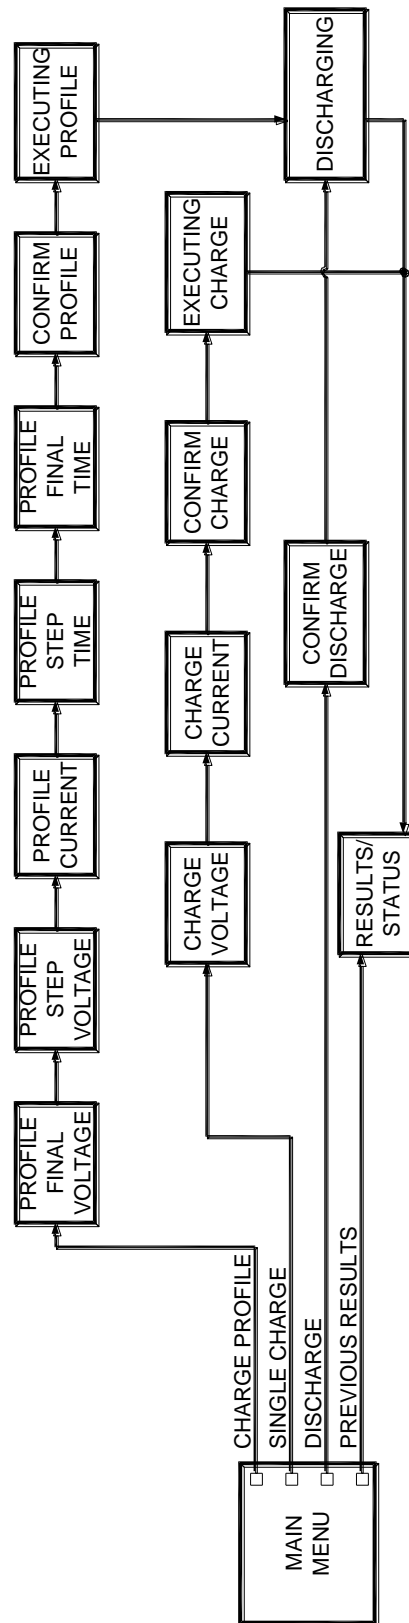 MAIN
MENU
CHARGE PROFILE
SINGLE CHARGE
DISCHARGE
PREVIOUS RESULTS
PROFILE
FINAL
VOLTAGE
PROFILE
STEP
VOLTAGE
PROFILE
CURRENT
PROFILE
STEP
TIME
PROFILE
FINAL
TIME
CONFIRM
PROFILE
EXECUTING
PROFILE
CHARGE
VOLTAGE
CHARGE
CURRENT
CONFIRM
CHARGE
EXECUTING
CHARGE
CONFIRM
DISCHARGE
DISCHARGING
RESULTS/
STATUS